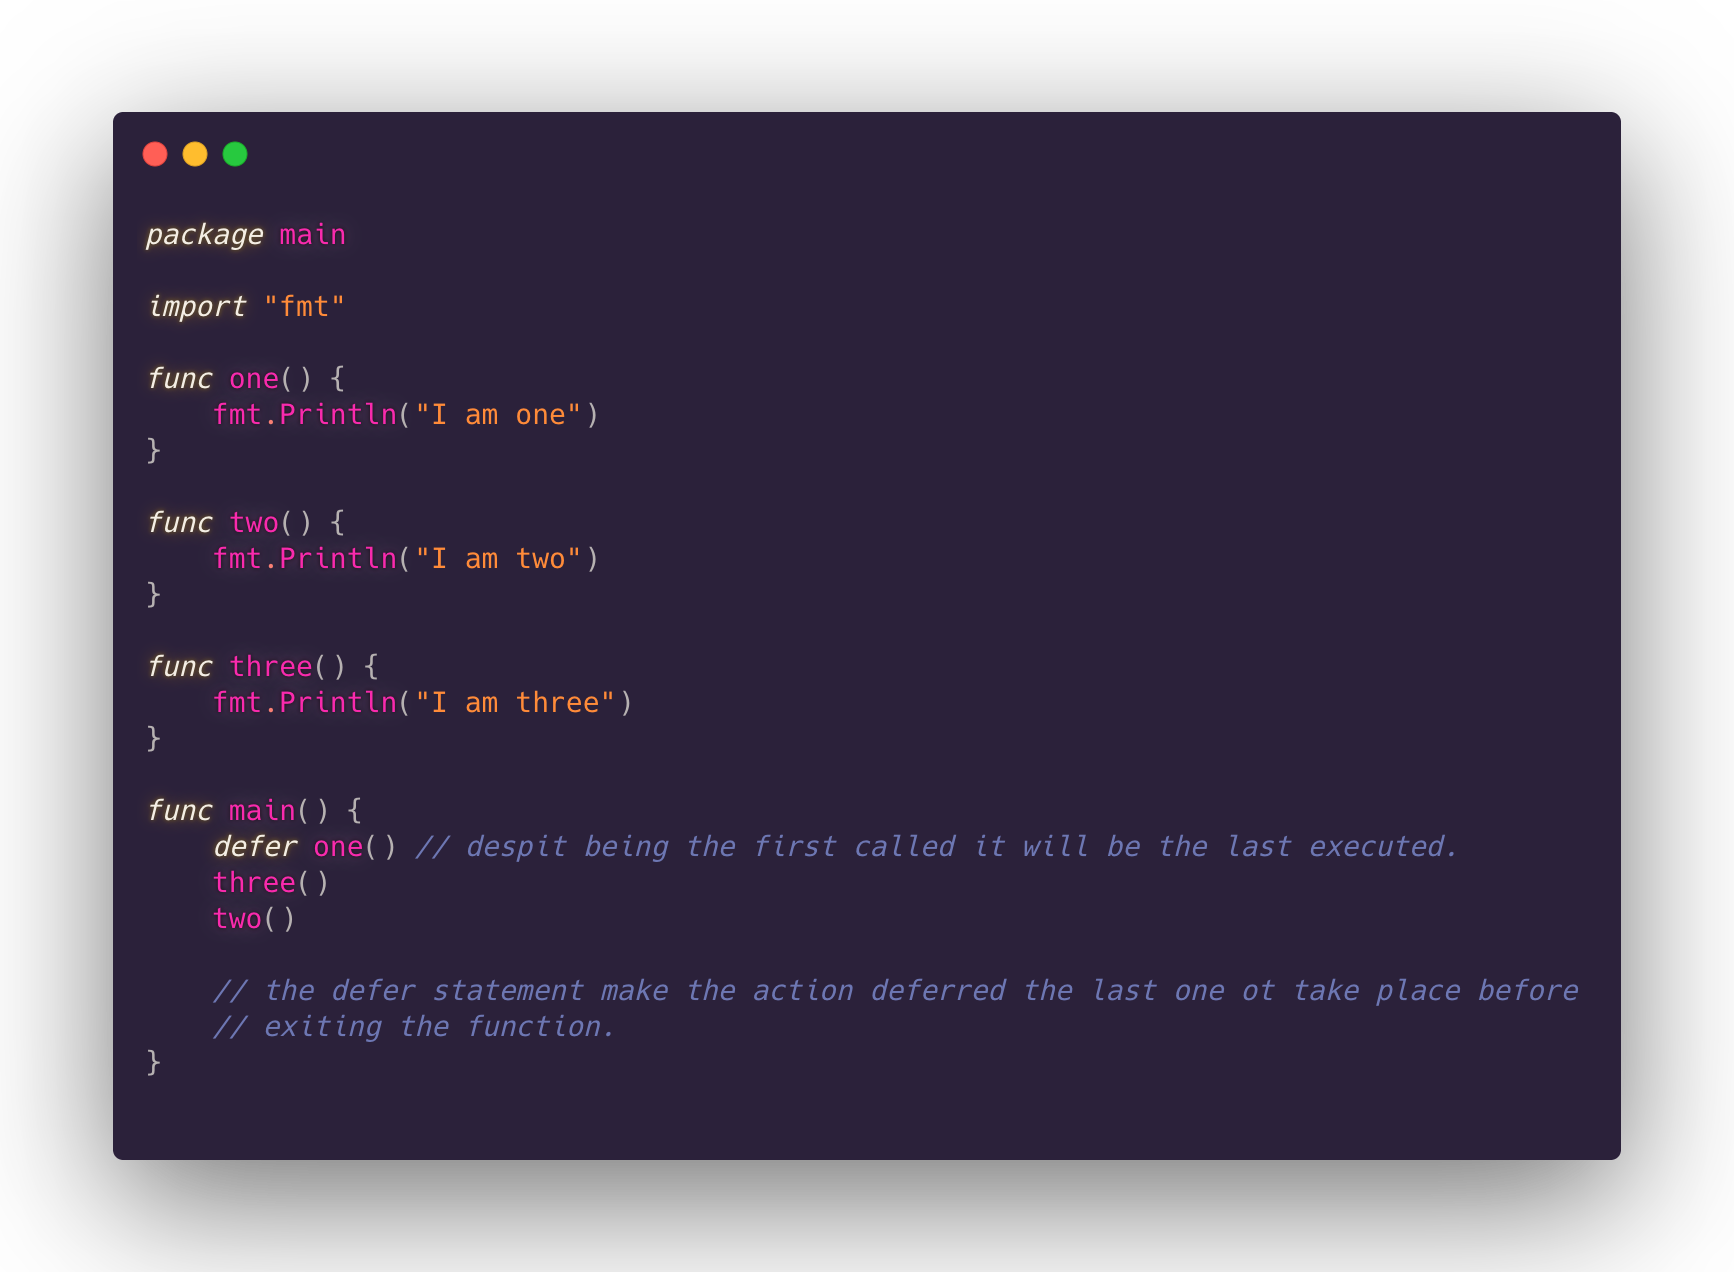 package main
import "fmt"
func one() {
    fmt.Println("I am one")
}
func two() {
    fmt.Println("I am two")
}
func three() {
    fmt.Println("I am three")
}
func main() {
    defer one() // despit being the first called it will be the last executed.
    three()
    two()
    // the defer statement make the action deferred the last one ot take place before
    // exiting the function.
}